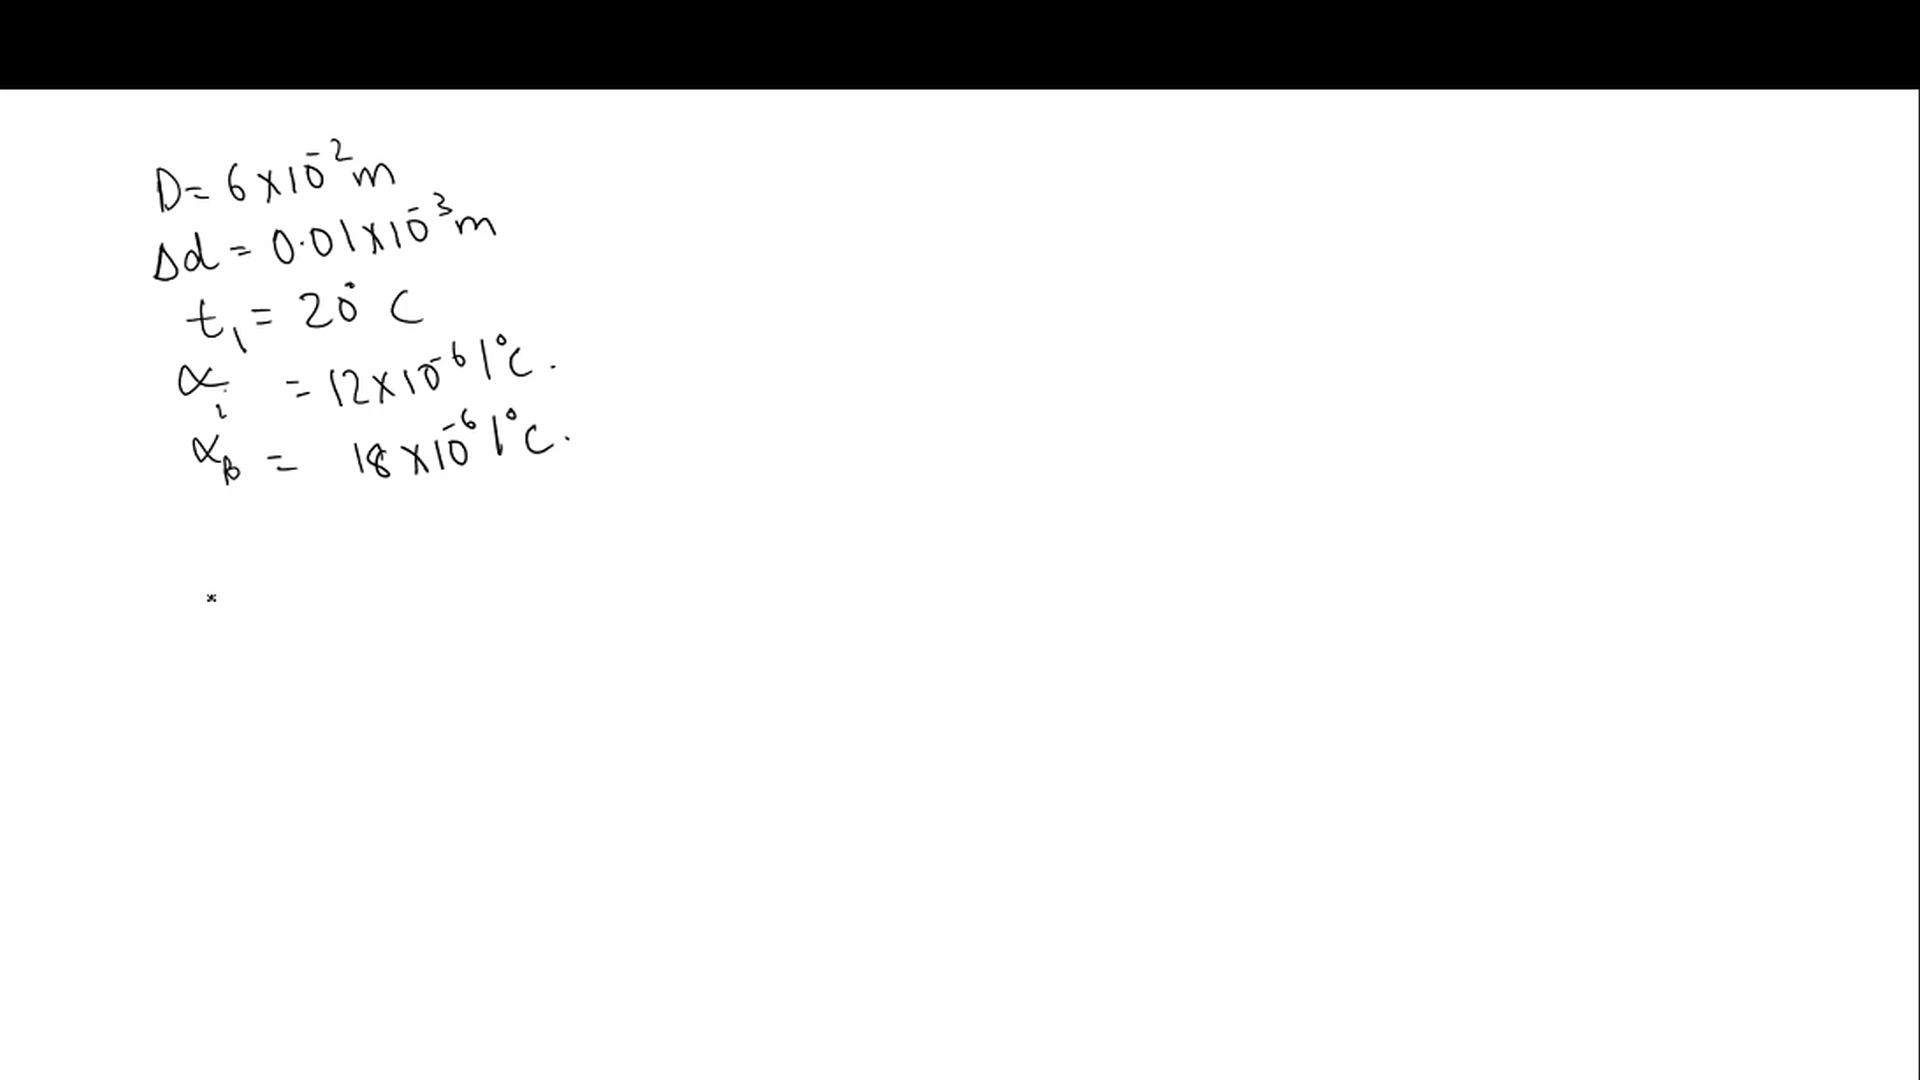 D = 6×10⁻² m
Δd = 0.01×10⁻³ m
t₁ = 20° C
αᵢ = 12×10⁻⁶ /°C.
α_B = 18×10⁻⁶ /°C.